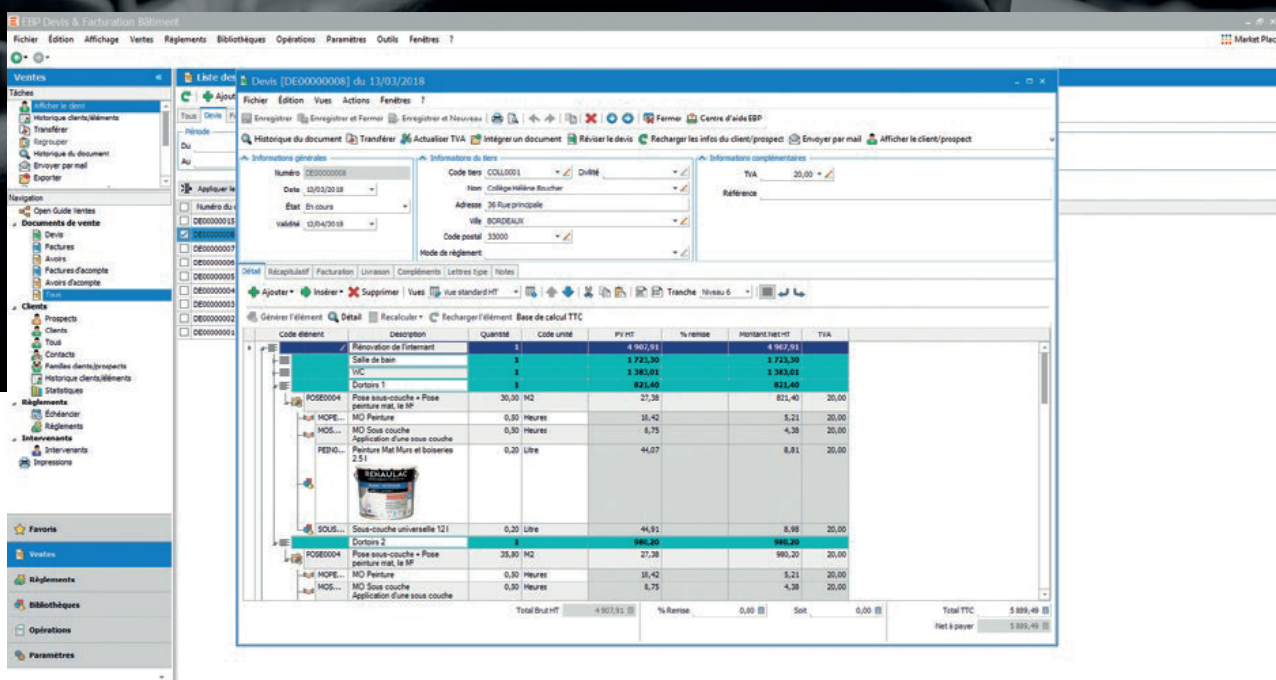 EBP Devis & Facturation Bâtiment
Fichier Édition Affichage Ventes Règlements Bibliothèques Opérations Paramètres Outils Fenêtres ?
Market Plac
Ventes «
Tâches
Afficher le client
Historique clients/éléments
Transférer
Regrouper
Historique du document
Envoyer par mail
Exporter
Navigation
Open Guide Ventes
Documents de vente
Devis
Factures
Avoirs
Factures d'acompte
Avoirs d'acompte
Tout
Clients
Prospects
Clients
Tous
Contacts
Familles clients/prospects
Historique clients/éléments
Statistiques
Règlements
Échéancier
Règlements
Intervenants
Intervenants
Impressions
Favoris
Ventes
Règlements
Bibliothèques
Opérations
Paramètres
Liste des
Ajout
Tous Devis
Période
Du
Au
Appliquer le
Numéro du
DE00000015
DE00000008
DE00000007
DE00000006
DE00000005
DE00000004
DE00000003
DE00000002
DE00000001
Devis [DE00000008] du 13/03/2018
Fichier Édition Vues Actions Fenêtres ?
Enregistrer Enregistrer et Fermer Enregistrer et Nouveau Fermer Centre d'aide EBP
Historique du document Transférer Actualiser TVA Intégrer un document Réviser le devis Recharger les infos du client/prospect Envoyer par mail Afficher le client/prospect
Informations générales
Numéro DE00000008
Date 13/03/2018
État En cours
Validité 12/04/2018
Informations du tiers
Code tiers COLL0001 Civilité
Nom Collège Hélène Boucher
Adresse 36 Rue principale
Ville BORDEAUX
Code postal 33000
Mode de règlement
Informations complémentaires
TVA 20,00
Référence
Détail Récapitulatif Facturation Livraison Compléments Lettres type Notes
Ajouter Insérer Supprimer Vues vue standard HT Tranche Niveau 6
Générer l'élément Détail Recalculer Recharger l'élément Base de calcul TTC
Code élément Description Quantité Code unité PV HT % remise Montant Net HT TVA
Rénovation de l'internant 1 4 907,91 4 907,91
Salle de bain 1 1 723,30 1 723,30
WC 1 1 383,01 1 383,01
Dortoirs 1 1 821,40 821,40
POSE0004 Pose sous-couche + Pose 30,00 M2 27,38 821,40 20,00
peinture mat, le M²
MOPE... MO Peinture 0,50 Heures 10,42 5,21 20,00
MOS... MO Sous couche 0,50 Heures 8,75 4,38 20,00
Application d'une sous couche
PEINO... Peinture Mat Murs et boiseries 0,20 Litre 44,07 8,81 20,00
2.5 l
RENAULAC
SOUS... Sous-couche universelle 12 l 0,20 Litre 44,91 8,98 20,00
Dortoirs 2 1 980,20 980,20
POSE0004 Pose sous-couche + Pose 35,80 M2 27,38 980,20 20,00
peinture mat, le M²
MOPE... MO Peinture 0,50 Heures 10,42 5,21 20,00
MOS... MO Sous couche 0,50 Heures 8,75 4,38 20,00
Application d'une sous couche
Total Brut HT 4 907,91 % Remise 0,00 Soit 0,00 Total TTC 5 889,49
Net à payer 5 889,49